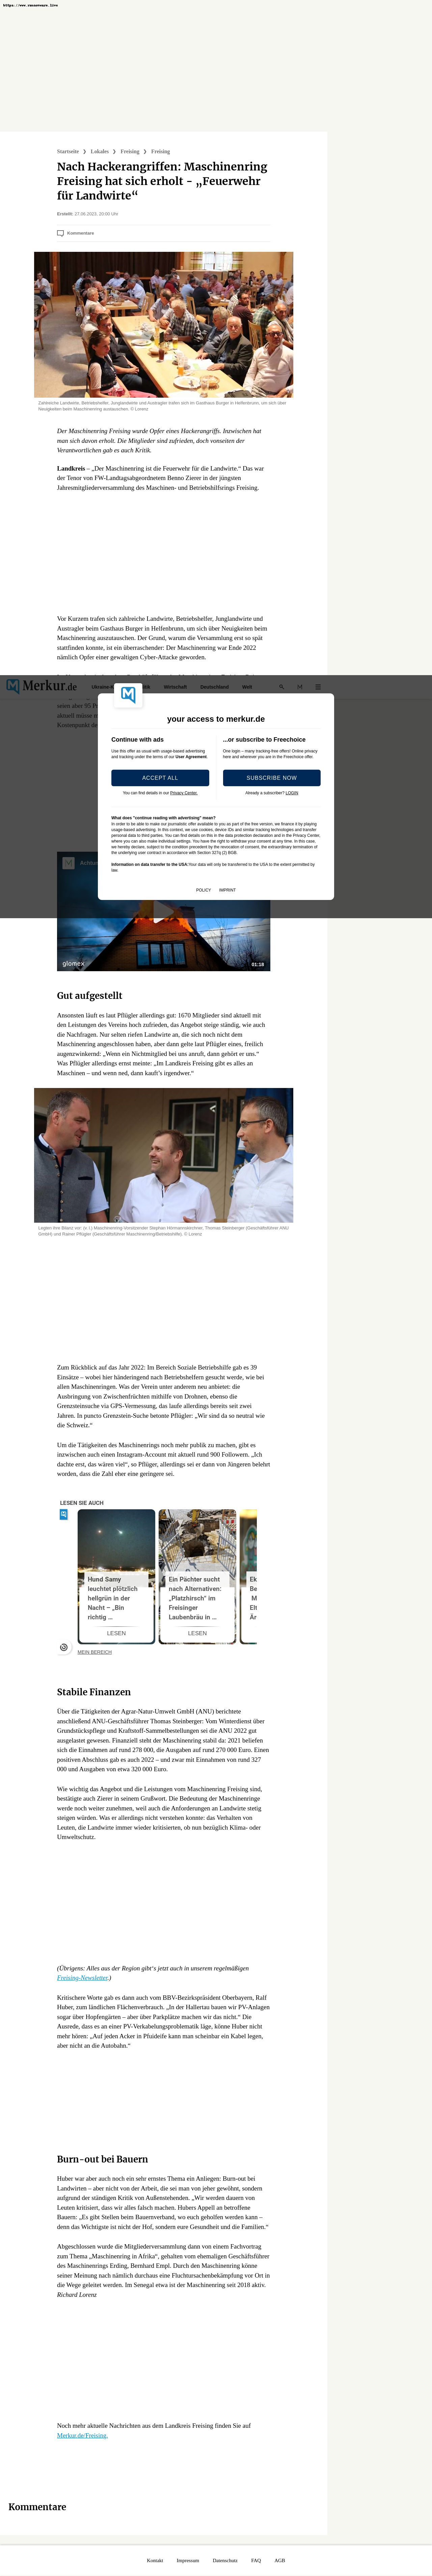 https://www.ransomware.live
Startseite
Lokales
Freising
Freising
Nach Hackerangriffen: Maschinenring
Freising hat sich erholt - „Feuerwehr
für Landwirte“
Erstellt: 27.06.2023, 20:00 Uhr
Kommentare
Zahlreiche Landwirte, Betriebshelfer, Junglandwirte und Austragler trafen sich im Gasthaus Burger in Helfenbrunn, um sich über
Neuigkeiten beim Maschinenring auszutauschen. © Lorenz
Der Maschinenring Freising wurde Opfer eines Hackerangriffs. Inzwischen hat
man sich davon erholt. Die Mitglieder sind zufrieden, doch vonseiten der
Verantwortlichen gab es auch Kritik.
Landkreis – „Der Maschinenring ist die Feuerwehr für die Landwirte.“ Das war
der Tenor von FW-Landtagsabgeordnetem Benno Zierer in der jüngsten
Jahresmitgliederversammlung des Maschinen- und Betriebshilfsrings Freising.
Vor Kurzem trafen sich zahlreiche Landwirte, Betriebshelfer, Junglandwirte und
Austragler beim Gasthaus Burger in Helfenbrunn, um sich über Neuigkeiten beim
Maschinenring auszutauschen. Der Grund, warum die Versammlung erst so spät
stattfinden konnte, ist ein überraschender: Der Maschinenring war Ende 2022
nämlich Opfer einer gewaltigen Cyber-Attacke geworden.
Merkur.de
Wirtschaft
Deutschland
Welt
your access to merkur.de
Continue with ads
Use this offer as usual with usage-based advertising
and tracking under the terms of our User Agreement.
ACCEPT ALL
You can find details in our Privacy Center.
...or subscribe to Freechoice
One login – many tracking-free offers! Online privacy
here and wherever you are in the Freechoice offer.
SUBSCRIBE NOW
Already a subscriber? LOGIN
What does "continue reading with advertising" mean?
In order to be able to make our journalistic offer available to you as part of the free version, we finance it by playing
usage-based advertising. In this context, we use cookies, device IDs and similar tracking technologies and transfer
personal data to third parties. You can find details in our data protection declaration and at any time in the Privacy Center,
where you can also make individual settings. You have the right to withdraw your consent at any time. In this case,
we hereby declare, subject to the condition precedent by the revocation of consent, the extraordinary termination of
the underlying user contract in accordance with Section 327q (2) BGB.
Information on data transfer to the USA:Your data will only be transferred to the USA to the extent permitted by
law.
POLICY
IMPRINT
glomex
01:18
Gut aufgestellt
Ansonsten läuft es laut Pflügler allerdings gut: 1670 Mitglieder sind aktuell mit
den Leistungen des Vereins hoch zufrieden, das Angebot steige ständig, wie auch
die Nachfragen. Nur selten riefen Landwirte an, die sich noch nicht dem
Maschinenring angeschlossen haben, aber dann gelte laut Pflügler eines, freilich
augenzwinkernd: „Wenn ein Nichtmitglied bei uns anruft, dann gehört er uns.“
Was Pflügler allerdings ernst meinte: „Im Landkreis Freising gibt es alles an
Maschinen – und wenn ned, dann kauft’s irgendwer.“
Legten ihre Bilanz vor: (v. l.) Maschinenring-Vorsitzender Stephan Hörmannskirchner, Thomas Steinberger (Geschäftsführer ANU
GmbH) und Rainer Pflügler (Geschäftsführer Maschinenring/Betriebshilfe). © Lorenz
Zum Rückblick auf das Jahr 2022: Im Bereich Soziale Betriebshilfe gab es 39
Einsätze – wobei hier händeringend nach Betriebshelfern gesucht werde, wie bei
allen Maschinenringen. Was der Verein unter anderem neu anbietet: die
Ausbringung von Zwischenfrüchten mithilfe von Drohnen, ebenso die
Grenzsteinsuche via GPS-Vermessung, das laufe allerdings bereits seit zwei
Jahren. In puncto Grenzstein-Suche betonte Pflügler: „Wir sind da so neutral wie
die Schweiz.“
Um die Tätigkeiten des Maschinenrings noch mehr publik zu machen, gibt es
inzwischen auch einen Instagram-Account mit aktuell rund 900 Followern. „Ich
dachte erst, das wären viel“, so Pflüger, allerdings sei er dann von Jüngeren belehrt
worden, dass die Zahl eher eine geringere sei.
LESEN SIE AUCH
Hund Samy
leuchtet plötzlich
hellgrün in der
Nacht – „Bin
richtig ...
LESEN
Ein Pächter sucht
nach Alternativen:
„Platzhirsch“ im
Freisinger
Laubenbräu in ...
LESEN
MEIN BEREICH
Stabile Finanzen
Über die Tätigkeiten der Agrar-Natur-Umwelt GmbH (ANU) berichtete
anschließend ANU-Geschäftsführer Thomas Steinberger: Vom Winterdienst über
Grundstückspflege und Kraftstoff-Sammelbestellungen sei die ANU 2022 gut
ausgelastet gewesen. Finanziell steht der Maschinenring stabil da: 2021 beliefen
sich die Einnahmen auf rund 278 000, die Ausgaben auf rund 270 000 Euro. Einen
positiven Abschluss gab es auch 2022 – und zwar mit Einnahmen von rund 327
000 und Ausgaben von etwa 320 000 Euro.
Wie wichtig das Angebot und die Leistungen vom Maschinenring Freising sind,
bestätigte auch Zierer in seinem Grußwort. Die Bedeutung der Maschinenringe
werde noch weiter zunehmen, weil auch die Anforderungen an Landwirte stetig
steigen würden. Was er allerdings nicht verstehen konnte: das Verhalten von
Leuten, die Landwirte immer wieder kritisierten, ob nun bezüglich Klima- oder
Umweltschutz.
(Übrigens: Alles aus der Region gibt‘s jetzt auch in unserem regelmäßigen
Freising-Newsletter.)
Kritischere Worte gab es dann auch vom BBV-Bezirkspräsident Oberbayern, Ralf
Huber, zum ländlichen Flächenverbrauch. „In der Hallertau bauen wir PV-Anlagen
sogar über Hopfengärten – aber über Parkplätze machen wir das nicht.“ Die
Ausrede, dass es an einer PV-Verkabelungsproblematik läge, könne Huber nicht
mehr hören: „Auf jeden Acker in Pfuideife kann man scheinbar ein Kabel legen,
aber nicht an die Autobahn.“
Burn-out bei Bauern
Huber war aber auch noch ein sehr ernstes Thema ein Anliegen: Burn-out bei
Landwirten – aber nicht von der Arbeit, die sei man von jeher gewöhnt, sondern
aufgrund der ständigen Kritik von Außenstehenden. „Wir werden dauern von
Leuten kritisiert, dass wir alles falsch machen. Hubers Appell an betroffene
Bauern: „Es gibt Stellen beim Bauernverband, wo euch geholfen werden kann –
denn das Wichtigste ist nicht der Hof, sondern eure Gesundheit und die Familien.“
Abgeschlossen wurde die Mitgliederversammlung dann von einem Fachvortrag
zum Thema „Maschinenring in Afrika“, gehalten vom ehemaligen Geschäftsführer
des Maschinenrings Erding, Bernhard Empl. Durch den Maschinenring könne
seiner Meinung nach nämlich durchaus eine Fluchtursachenbekämpfung vor Ort in
die Wege geleitet werden. Im Senegal etwa ist der Maschinenring seit 2018 aktiv.
Richard Lorenz
Noch mehr aktuelle Nachrichten aus dem Landkreis Freising finden Sie auf
Merkur.de/Freising.
Kommentare
Kontakt
Impressum
Datenschutz
FAQ
AGB